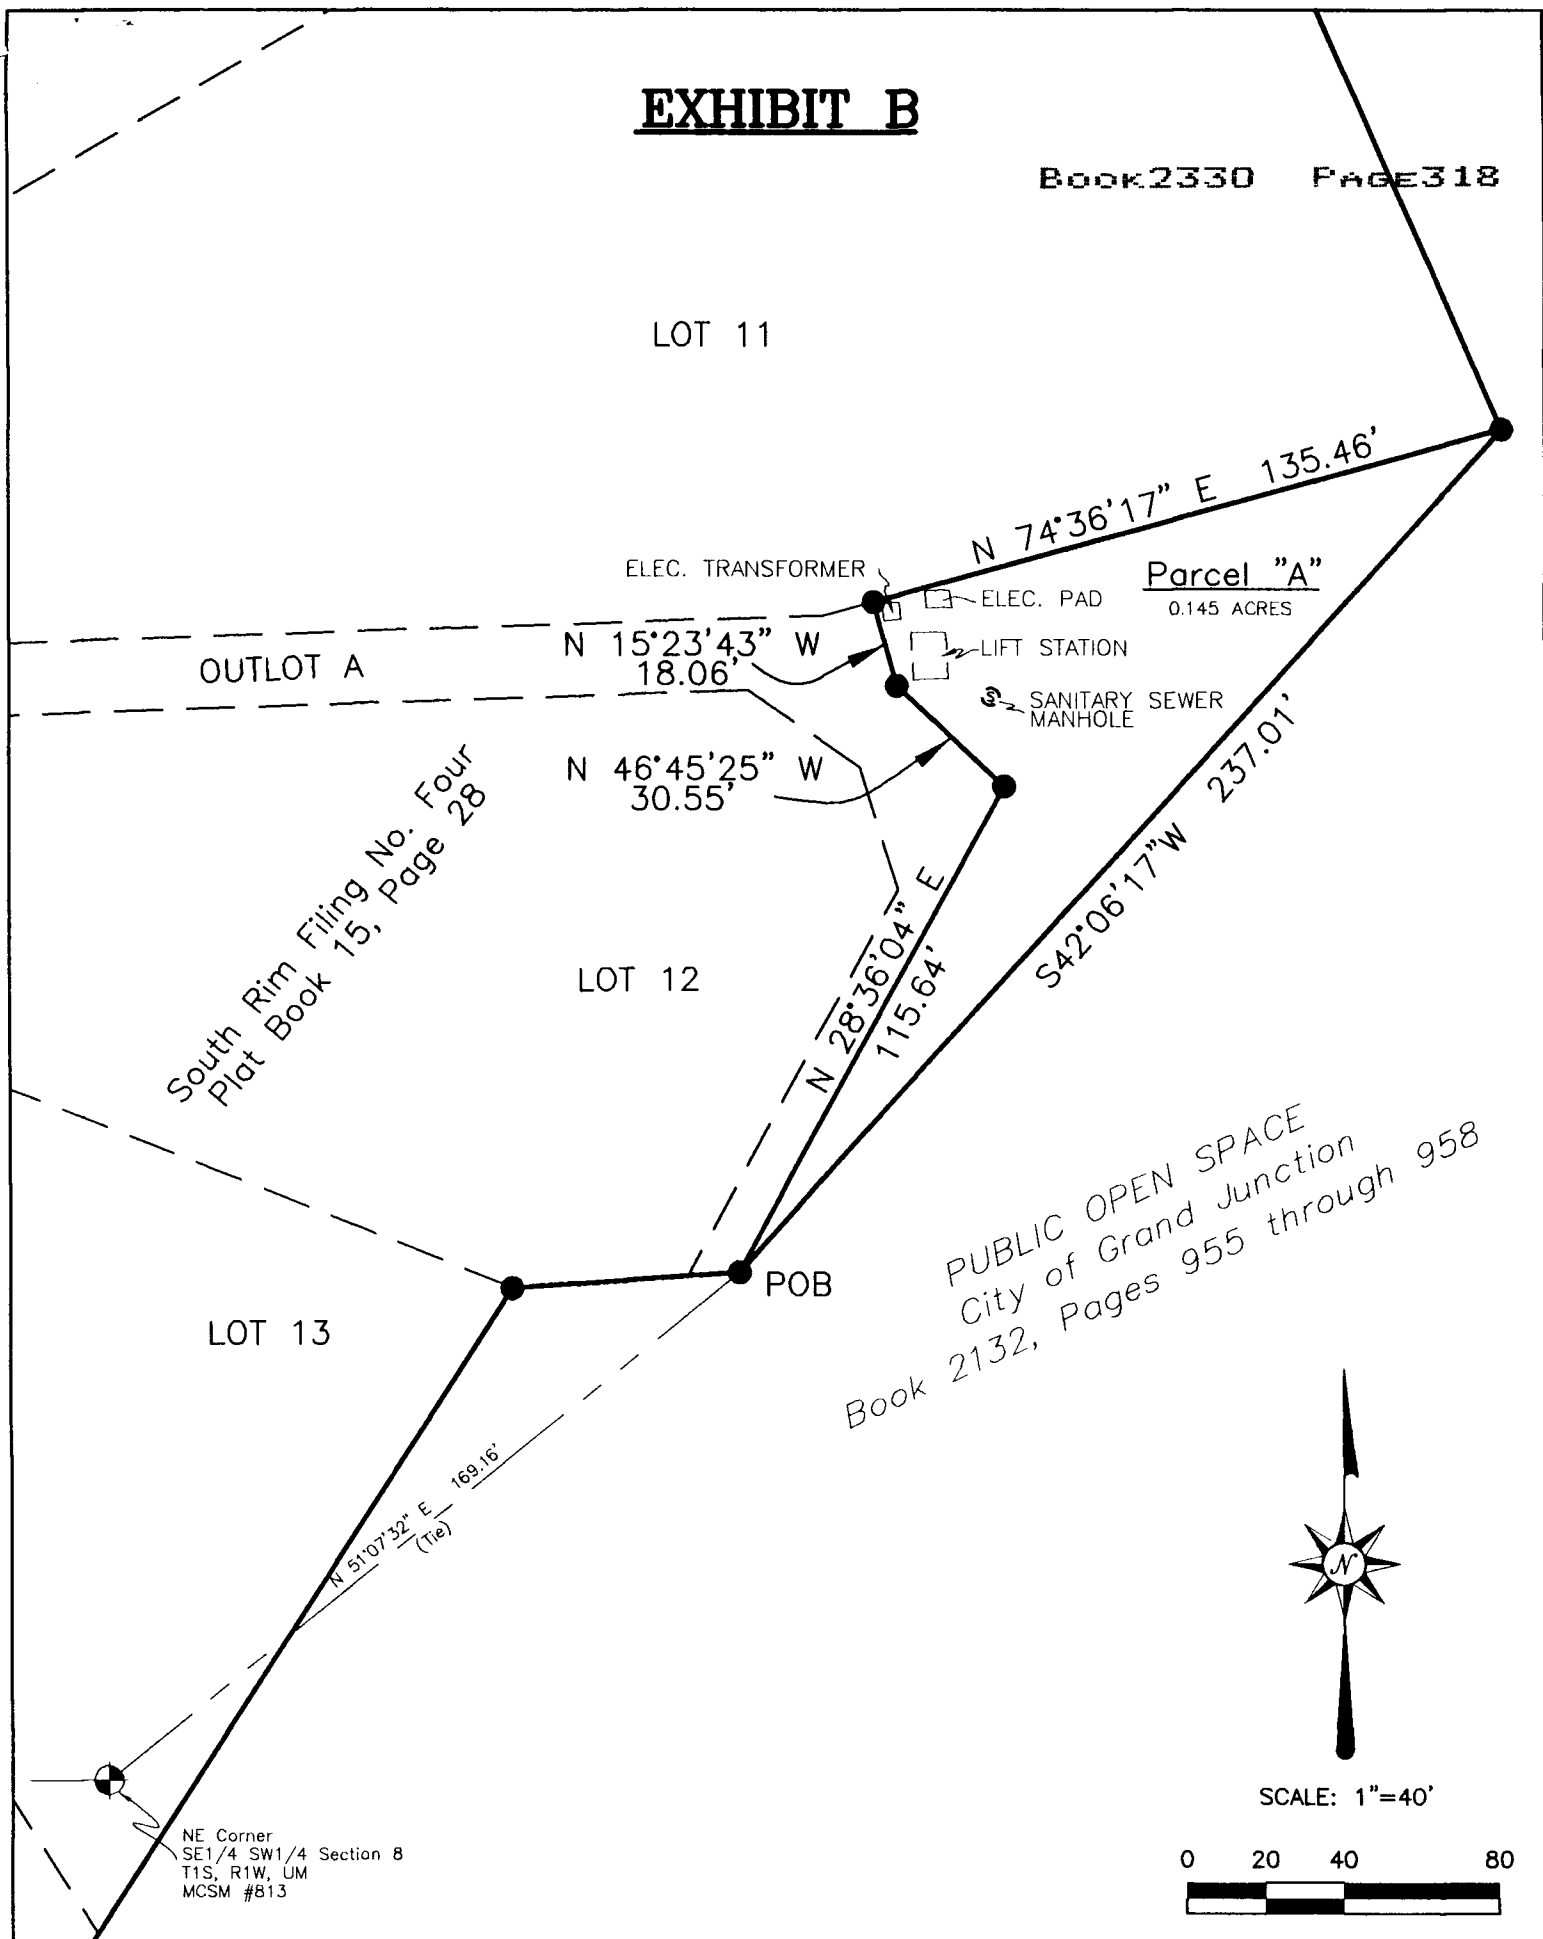 EXHIBIT B
BOOK2330 PAGE318
LOT 11
N 74°36'17" E 135.46'
ELEC. TRANSFORMER
Parcel "A"
0.145 ACRES
ELEC. PAD
N 15°23'43" W
18.06'
LIFT STATION
OUTLOT A
S
SANITARY SEWER
MANHOLE
N 46°45'25" W
30.55'
S42°06'17"W 237.01'
South Rim Filing No. Four
Plat Book 15, Page 28
N 28°36'04" E
115.64'
LOT 12
PUBLIC OPEN SPACE
City of Grand Junction
Book 2132, Pages 955 through 958
POB
LOT 13
N 51°07'32" E 169.16'
(Tie)
N
SCALE: 1"=40'
NE Corner
SE1/4 SW1/4 Section 8
T1S, R1W, UM
MCSM #813
0 20 40 80